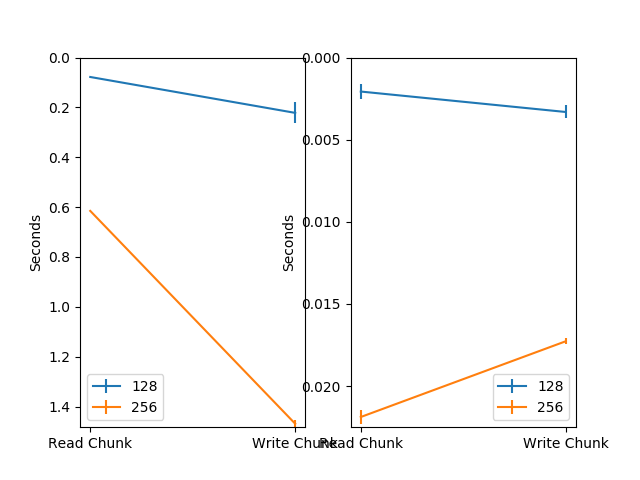 0.0
0.2
0.4
0.6
0.8
1.0
1.2
1.4
Seconds
128
256
Read Chunk
Write Chunk
0.000
0.005
0.010
0.015
0.020
Seconds
128
256
Read Chunk
Write Chunk